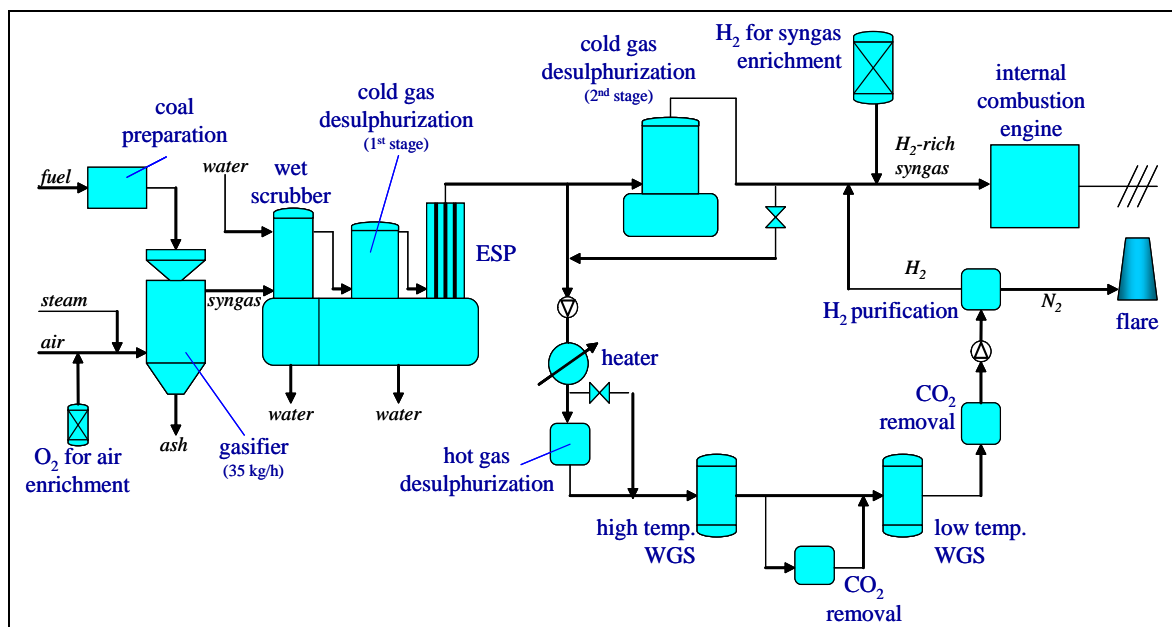 H2 for syngas
enrichment
cold gas
desulphurization
(2nd stage)
internal
combustion
engine
cold gas
desulphurization
(1st stage)
coal
preparation
fuel
water
wet
scrubber
H2-rich
syngas
ESP
steam
air
syngas
H2
H2 purification
N2
flare
heater
water
water
ash
gasifier
(35 kg/h)
O2 for air
enrichment
CO2
removal
hot gas
desulphurization
high temp.
WGS
low temp.
WGS
CO2
removal